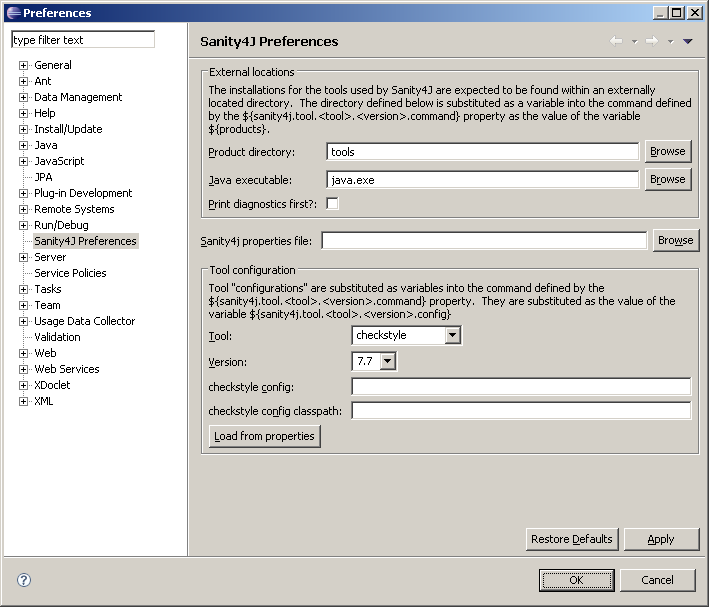 Preferences
type filter text
General
Ant
Data Management
Help
Install/Update
Java
JavaScript
JPA
Plug-in Development
Remote Systems
Run/Debug
Sanity4J Preferences
Server
Service Policies
Tasks
Team
Usage Data Collector
Validation
Web
Web Services
XDoclet
XML
Sanity4J Preferences
External locations
The installations for the tools used by Sanity4J are expected to be found within an externally
located directory.  The directory defined below is substituted as a variable into the command defined
by the ${sanity4j.tool.<tool>.<version>.command} property as the value of the variable
${products}.
Product directory: tools Browse
Java executable: java.exe Browse
Print diagnostics first?:
Sanity4j properties file: Browse
Tool configuration
Tool "configurations" are substituted as variables into the command defined by the
${sanity4j.tool.<tool>.<version>.command} property.  They are substituted as the value of the
variable ${sanity4j.tool.<tool>.<version>.config}
Tool: checkstyle
Version: 7.7
checkstyle config:
checkstyle config classpath:
Load from properties
Restore Defaults Apply
? OK Cancel